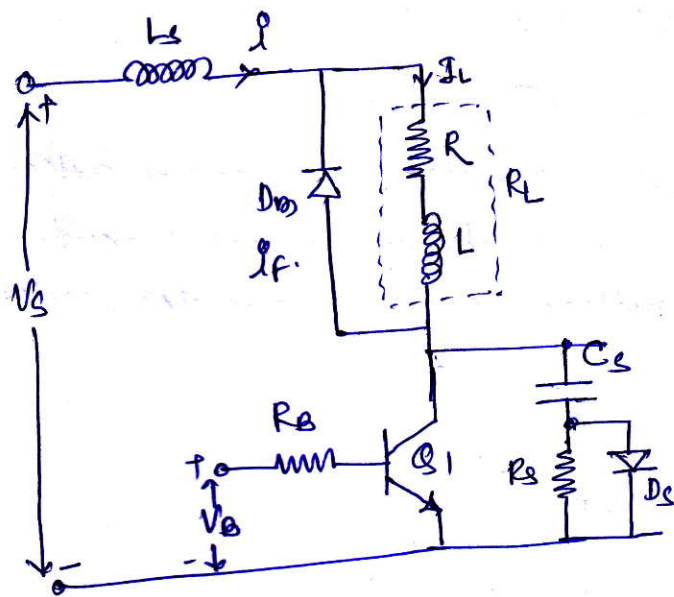 Ls
i
+
IL
R
Dm
RL
iF.
L
Vs
Cs
RB
+
Q1
Rs
Ds
VB
-
-